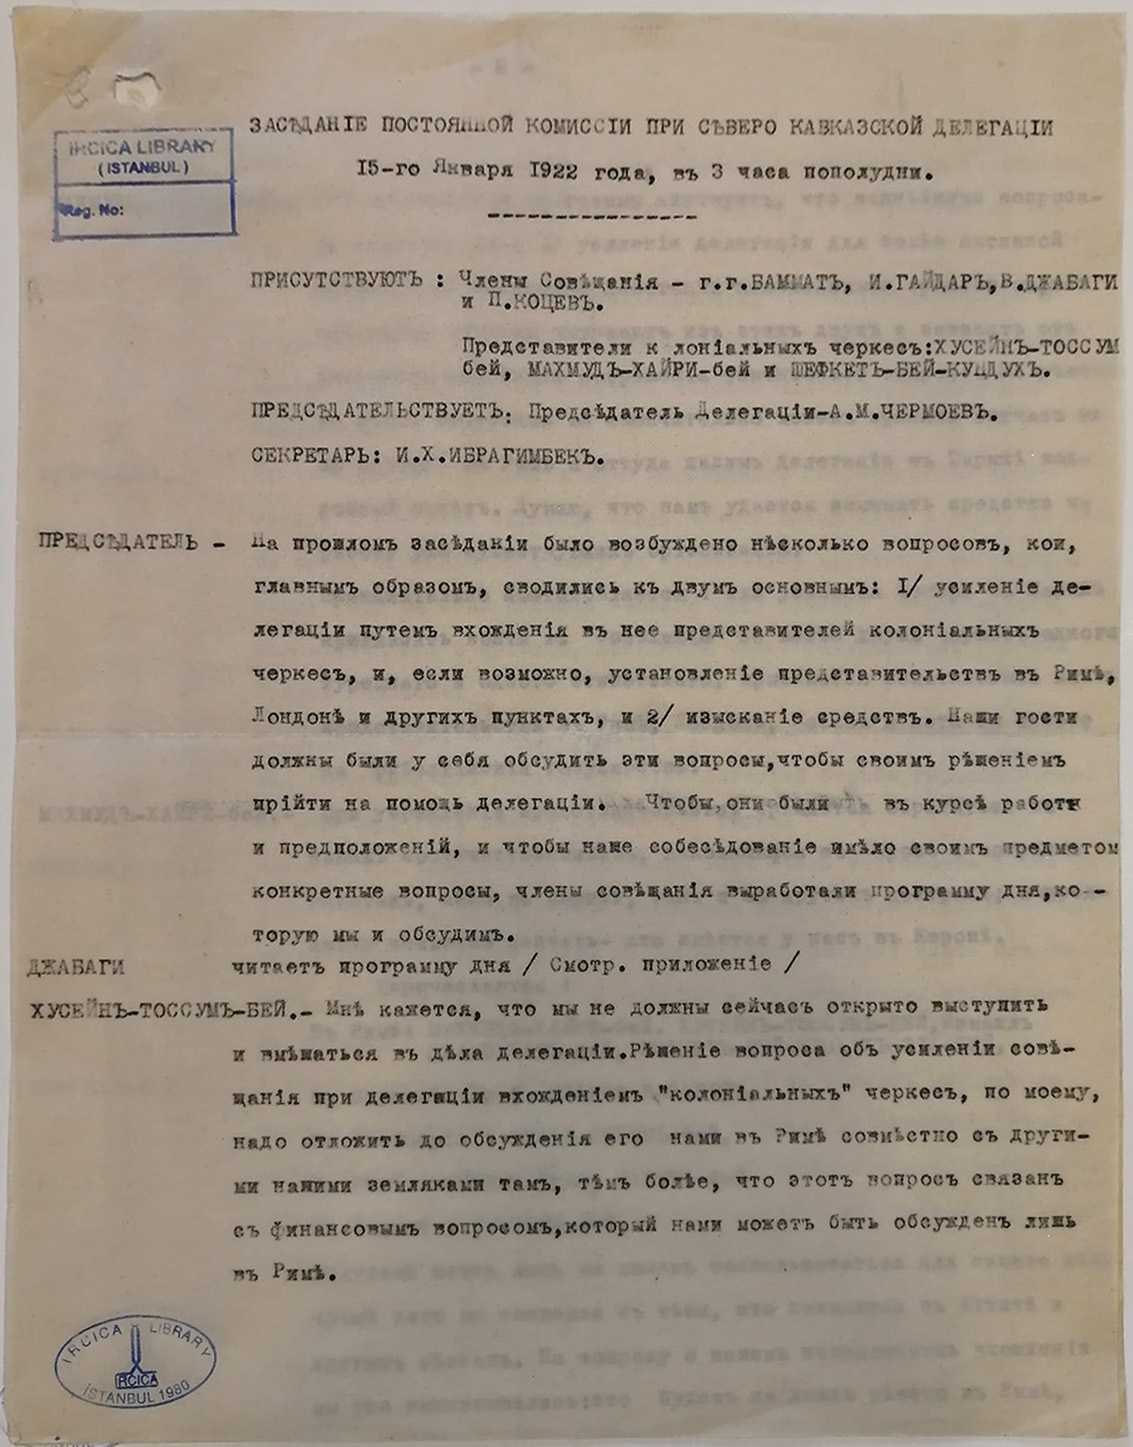 IRCICA LIBRARY
(ISTANBUL)
Reg. No:
ЗАСѢДАНІЕ ПОСТОЯННОЙ КОМИССІИ ПРИ СѢВЕРО КАВКАЗСКОЙ ДЕЛЕГАЦІИ
15-го Января 1922 года, въ 3 часа пополудни.
ПРИСУТСТВУЮТЪ : Члены Совѣщанія - г.г.БАММАТЪ, И.ГАЙДАРЪ,В.ДЖАБАГИ
и П.КОЦЕВЪ.
Представители к лоніальныхъ черкесъ:ХУСЕЙНЪ-ТОССУМ
бей, МАХМУДЪ-ХАЙРИ-бей и ШЕФКЕТЪ-БЕЙ-КУНДУХЪ.
ПРЕДСѢДАТЕЛЬСТВУЕТЪ: Предсѣдатель Делегаціи-А.М.ЧЕРМОЕВЪ.
СЕКРЕТАРЬ: И.Х.ИБРАГИМБЕКЪ.
ПРЕДСѢДАТЕЛЬ - На прошломъ засѣданіи было возбуждено нѣсколько вопросовъ, кои,
главнымъ образомъ, сводились къ двумъ основнымъ: I/ усиленіе де-
легаціи путемъ вхожденія въ нее представителей колоніальныхъ
черкесъ, и, если возможно, установленіе представительствъ въ Римѣ,
Лондонѣ и другихъ пунктахъ, и 2/ изысканіе средствъ. Наши гости
должны были у себя обсудить эти вопросы,чтобы своимъ рѣшеніемъ
прійти на помощь делегаціи. Чтобы они были въ курсѣ работы
и предположеній, и чтобы наше собесѣдованіе имѣло своимъ предметом
конкретные вопросы, члены совѣщанія выработали программу дня,ко--
торую мы и обсудимъ.
ДЖАБАГИ читаетъ программу дня / Смотр. приложеніе /
ХУСЕЙНЪ-ТОССУМЪ-БЕЙ.- Мнѣ кажется, что мы не должны сейчасъ открыто выступить
и вмѣшаться въ дѣла делегаціи.Рѣшеніе вопроса объ усиленіи совѣ-
щанія при делегаціи вхожденіемъ "колоніальныхъ" черкесъ, по моему,
надо отложить до обсужденія его нами въ Римѣ совмѣстно съ други-
ми нашими земляками тамъ, тѣмъ болѣе, что этотъ вопросъ связанъ
съ финансовымъ вопросомъ,который нами можетъ быть обсужденъ лишь
въ Римѣ.
IRCICA LIBRARY
IRCICA
İSTANBUL 1980